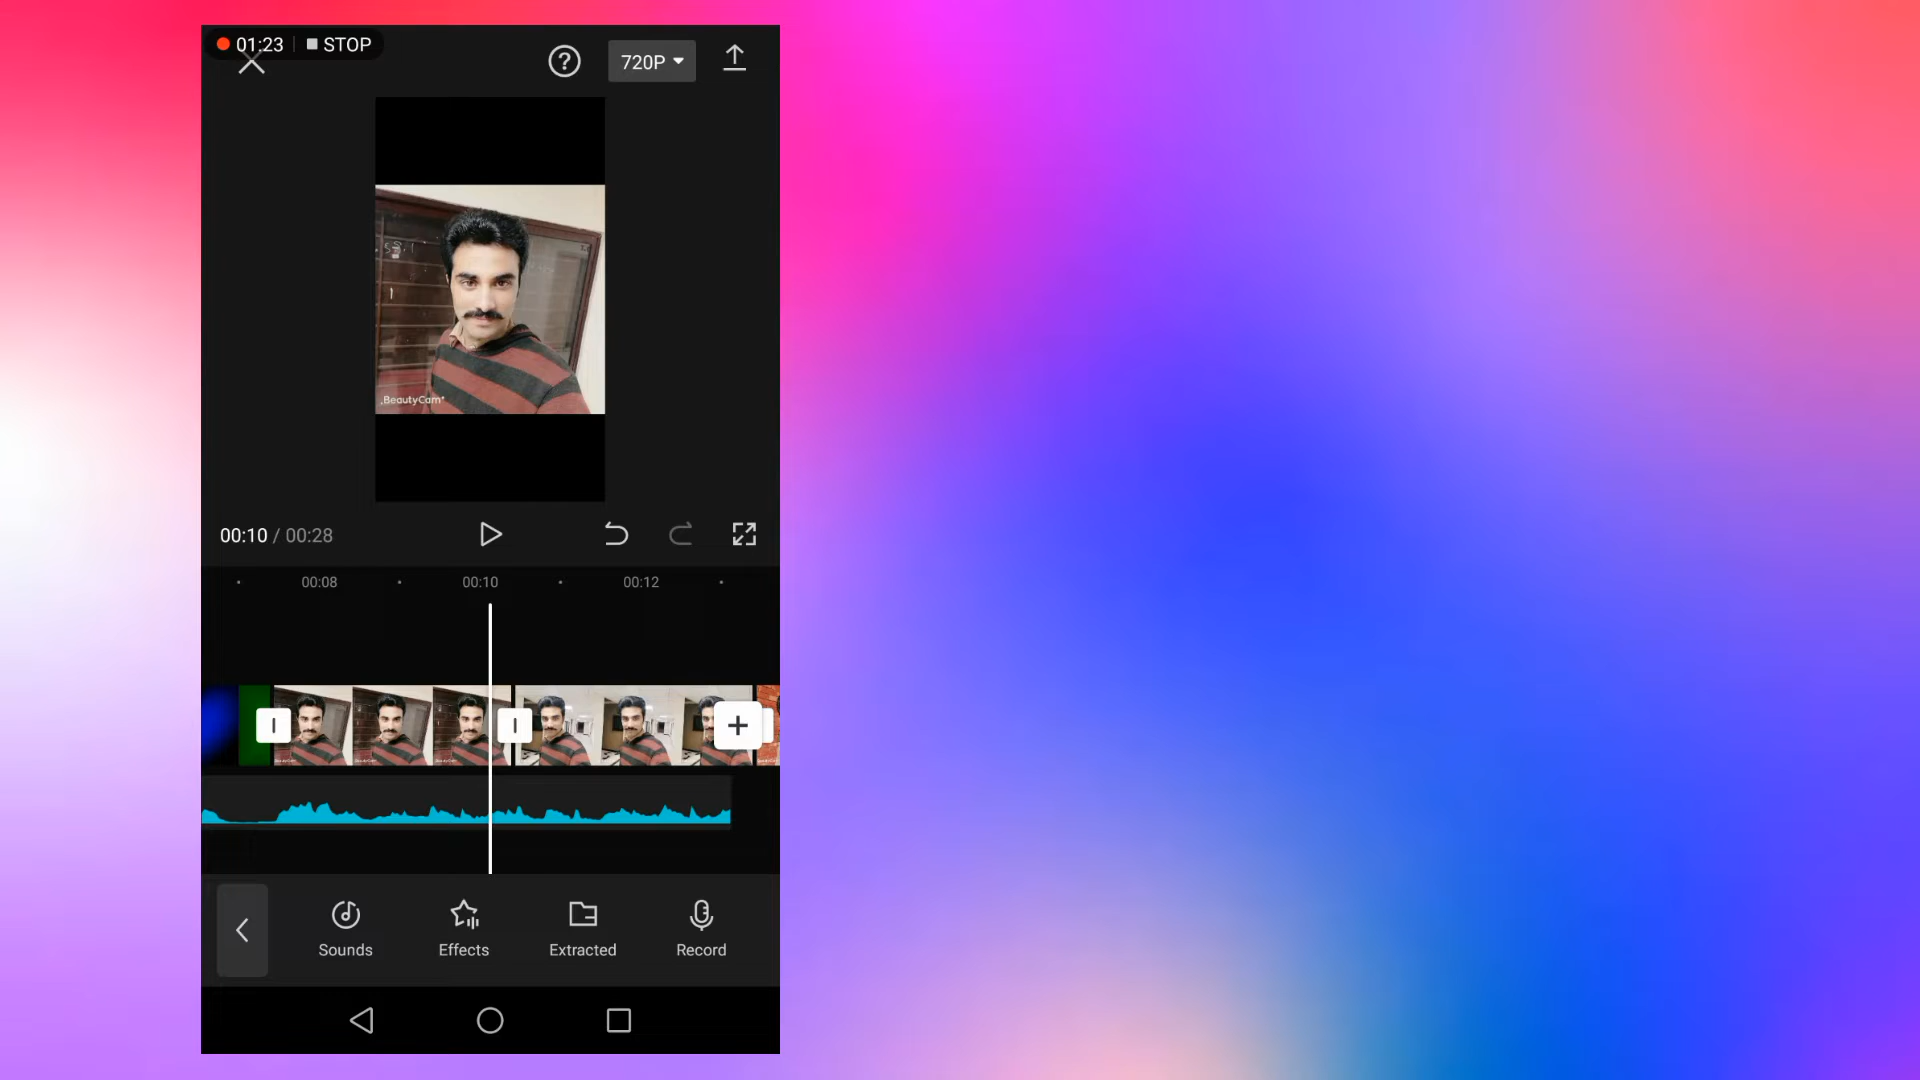 01:23 STOP
720P
BeautyCam
00:10 / 00:28
00:08 00:10 00:12
Sounds Effects Extracted Record